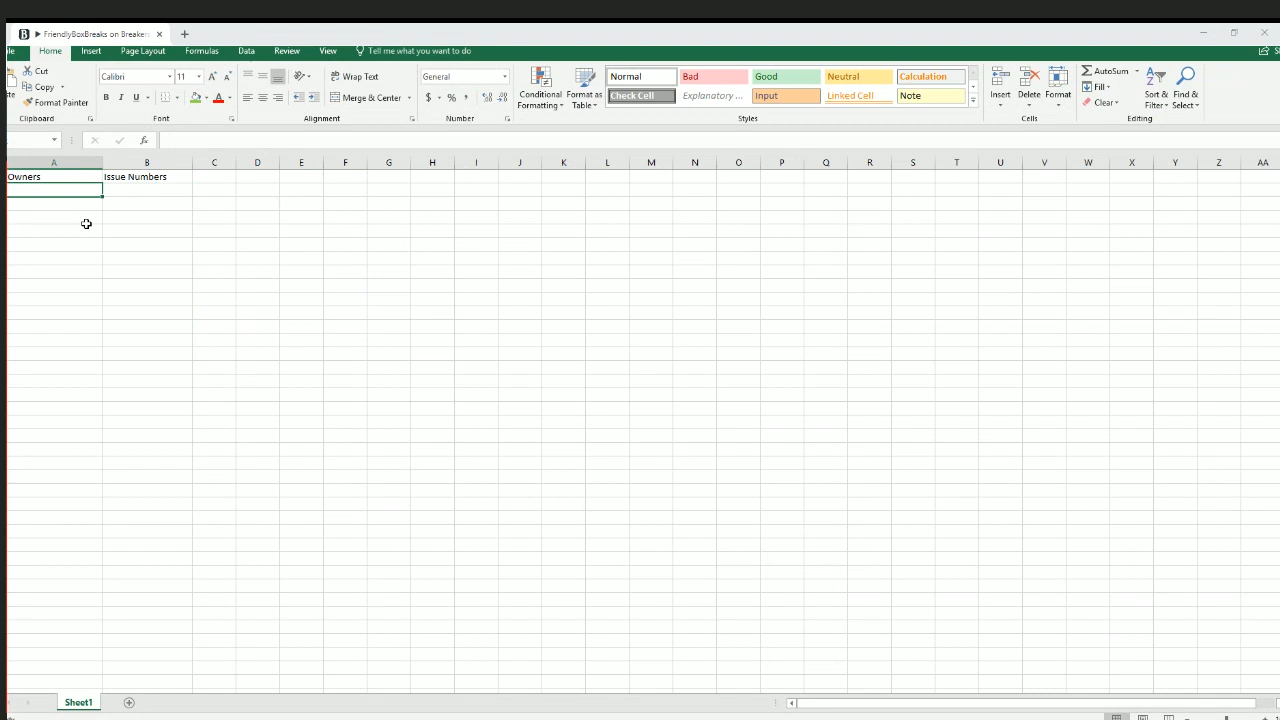 FriendlyBoxBreaks on Breaker
Home Insert Page Layout Formulas Data Review View Tell me what you want to do
Cut
Copy
Format Painter
Clipboard
Calibri 11
B I U
Font
Wrap Text
Merge & Center
Alignment
General
$ % ,
Number
Conditional Formatting
Format as Table
Normal Bad Good Neutral Calculation
Check Cell Explanatory ... Input Linked Cell Note
Styles
Insert Delete Format
Cells
AutoSum
Fill
Clear
Sort & Filter
Find & Select
Editing
fx
A B C D E F G H I J K L M N O P Q R S T U V W X Y Z AA
Owners Issue Numbers
Sheet1